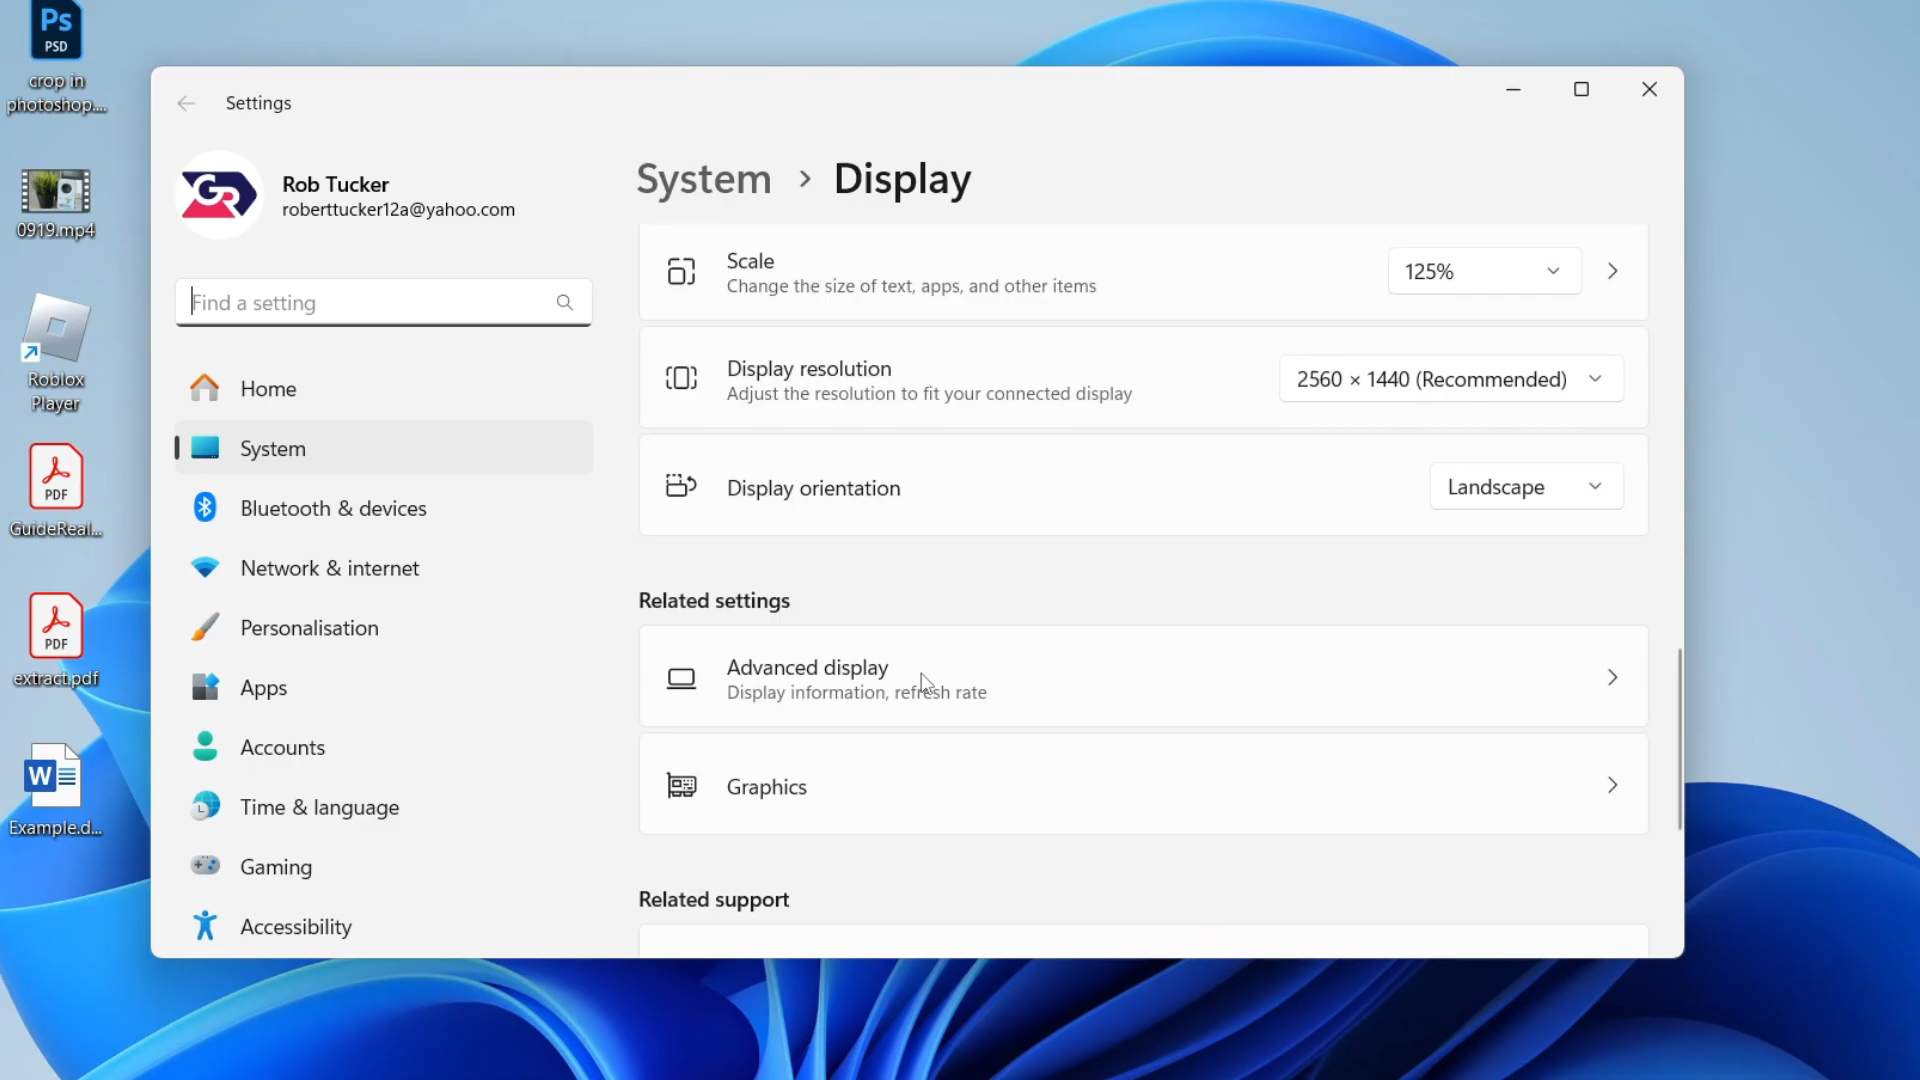 Ps
PSD
crop in
photoshop....
0919.mp4
Roblox
Player
PDF
GuideReal...
PDF
extract.pdf
W
Example.d...
Settings
GR
Rob Tucker
roberttucker12a@yahoo.com
Find a setting
Home
System
Bluetooth & devices
Network & internet
Personalisation
Apps
Accounts
Time & language
Gaming
Accessibility
System > Display
Scale
Change the size of text, apps, and other items
125%
Display resolution
Adjust the resolution to fit your connected display
2560 × 1440 (Recommended)
Display orientation
Landscape
Related settings
Advanced display
Display information, refresh rate
Graphics
Related support